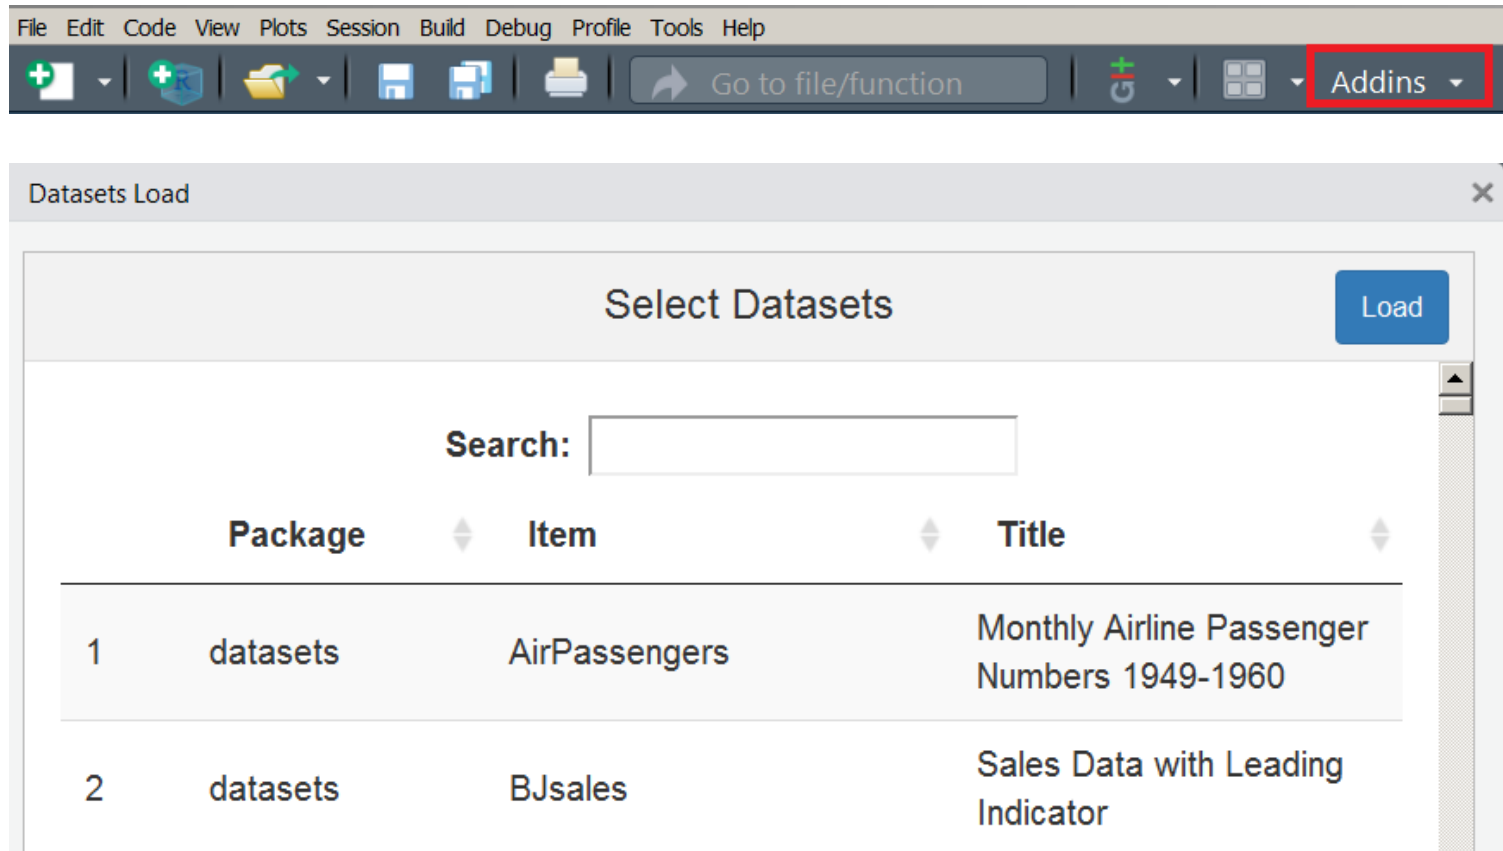 File Edit Code View Plots Session Build Debug Profile Tools Help
R Go to file/function Git Addins
Datasets Load
Select Datasets Load
Search:
Package Item Title
1 datasets AirPassengers Monthly Airline Passenger
Numbers 1949-1960
2 datasets BJsales Sales Data with Leading
Indicator